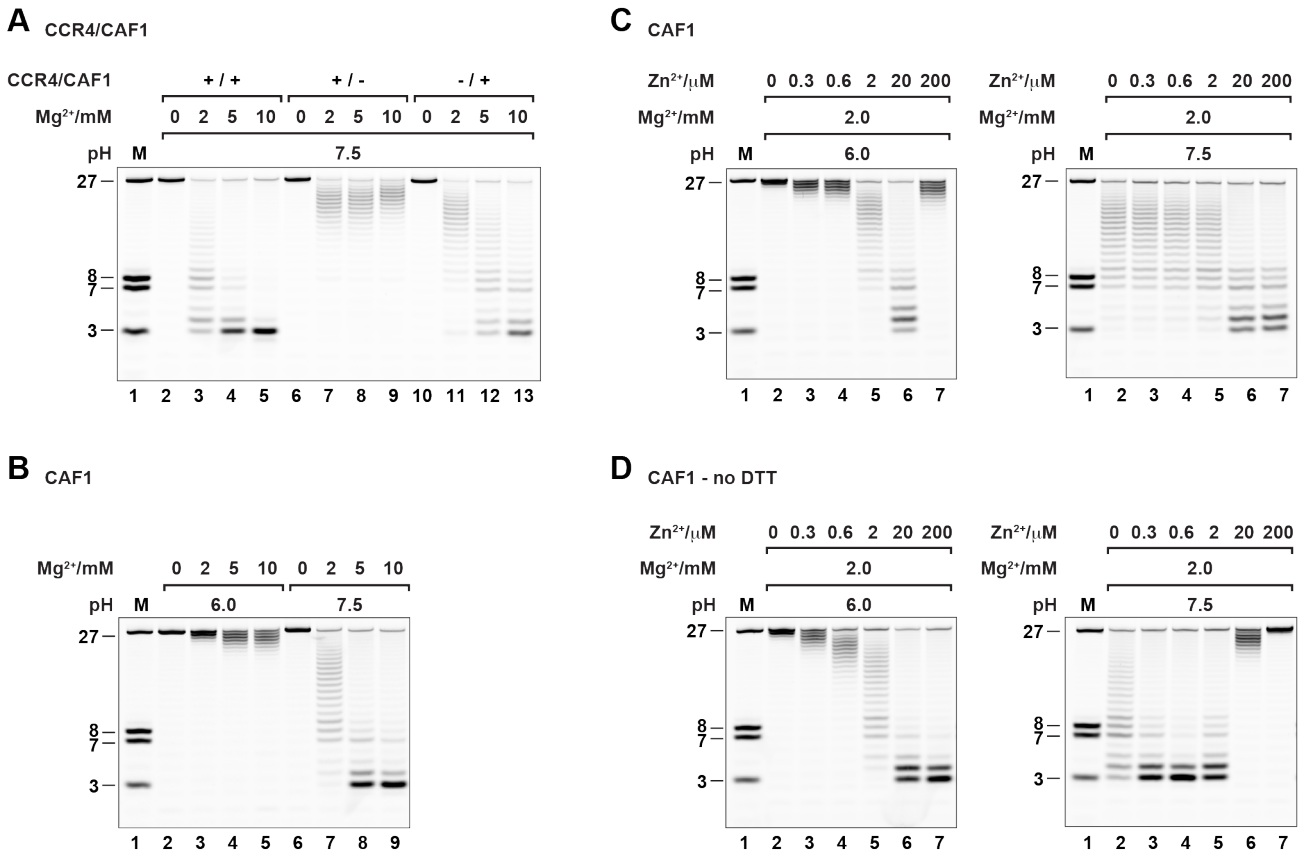 A CCR4/CAF1
CCR4/CAF1 +/+ +/- -/+
Mg²⁺/mM 0 2 5 10 0 2 5 10 0 2 5 10
pH M 7.5
27
8
7
3
1 2 3 4 5 6 7 8 9 10 11 12 13
B CAF1
Mg²⁺/mM 0 2 5 10 0 2 5 10
pH M 6.0 7.5
27
8
7
3
1 2 3 4 5 6 7 8 9
C CAF1
Zn²⁺/μM 0 0.3 0.6 2 20 200
Mg²⁺/mM 2.0
pH M 6.0
27
8
7
3
1 2 3 4 5 6 7
Zn²⁺/μM 0 0.3 0.6 2 20 200
Mg²⁺/mM 2.0
pH M 7.5
27
8
7
3
1 2 3 4 5 6 7
D CAF1 - no DTT
Zn²⁺/μM 0 0.3 0.6 2 20 200
Mg²⁺/mM 2.0
pH M 6.0
27
8
7
3
1 2 3 4 5 6 7
Zn²⁺/μM 0 0.3 0.6 2 20 200
Mg²⁺/mM 2.0
pH M 7.5
27
8
7
3
1 2 3 4 5 6 7